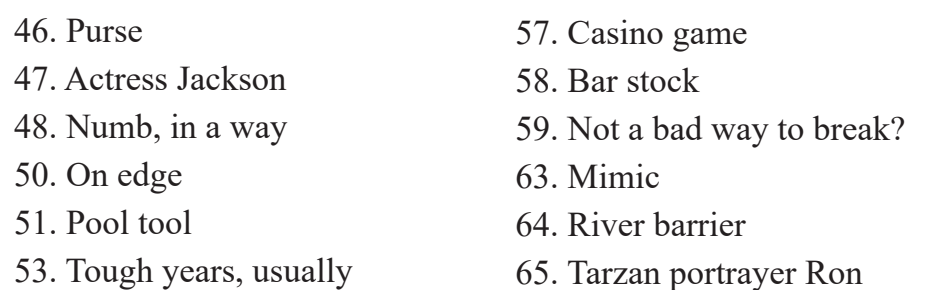 46. Purse
47. Actress Jackson
48. Numb, in a way
50. On edge
51. Pool tool
53. Tough years, usually
57. Casino game
58. Bar stock
59. Not a bad way to break?
63. Mimic
64. River barrier
65. Tarzan portrayer Ron